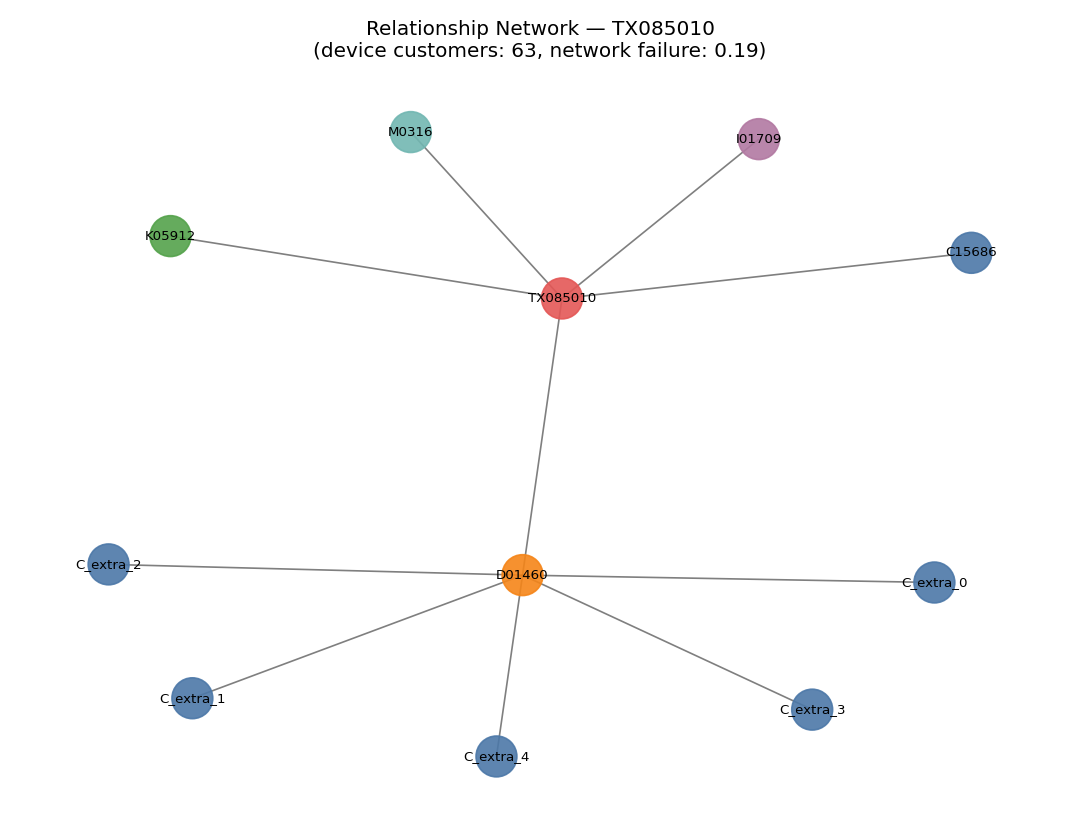 Relationship Network — TX085010
(device customers: 63, network failure: 0.19)
M0316
I01709
K05912
C15686
TX085010
C_extra_2
D01460
C_extra_0
C_extra_1
C_extra_3
C_extra_4